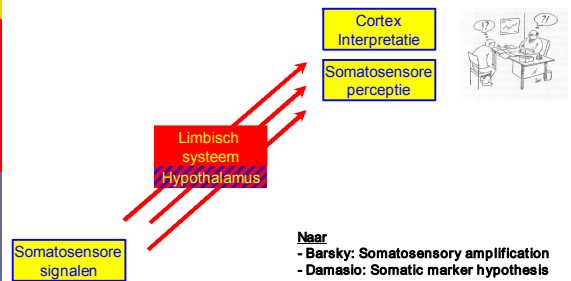 Cortex
Interpretatie
!?
?!
Somatosensore
perceptie
Limbisch
systeem
Hypothalamus
Somatosensore
signalen
Naar
- Barsky: Somatosensory amplification
- Damasio: Somatic marker hypothesis